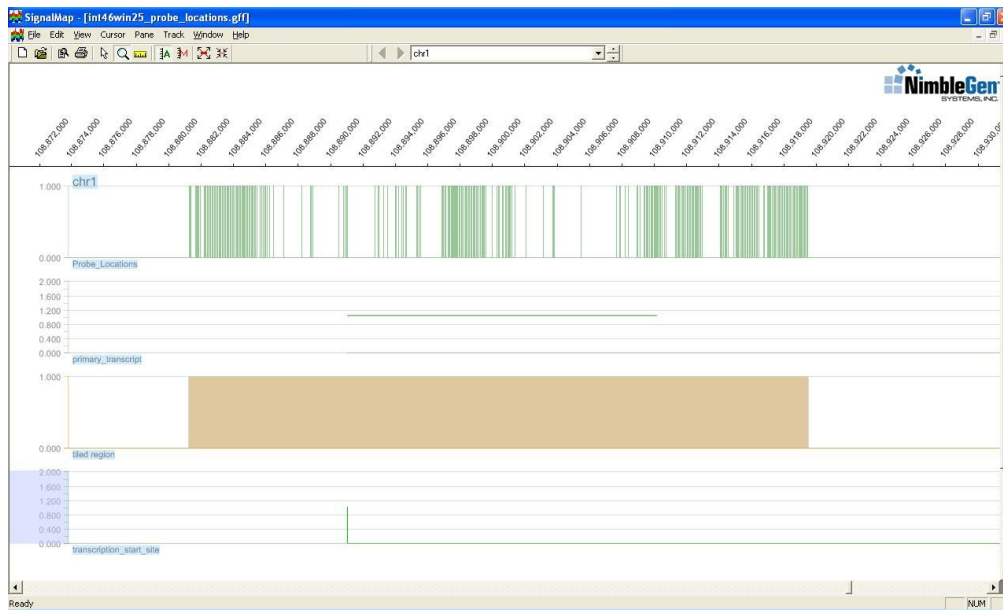 SignalMap - [int46win25_probe_locations.gff]
File Edit View Cursor Pane Track Window Help
chr1
NimbleGen
SYSTEMS, INC.
108,872,000 108,874,000 108,876,000 108,878,000 108,880,000 108,882,000 108,884,000 108,886,000 108,888,000 108,890,000 108,892,000 108,894,000 108,896,000 108,898,000 108,900,000 108,902,000 108,904,000 108,906,000 108,908,000 108,910,000 108,912,000 108,914,000 108,916,000 108,918,000 108,920,000 108,922,000 108,924,000 108,926,000 108,928,000 108,930,0
1.000 chr1
0.000
Probe_Locations
2.000
1.600
1.200
0.800
0.400
0.000
primary_transcript
1.000
0.000
tiled region
2.000
1.600
1.200
0.800
0.400
0.000
transcription_start_site
Ready NUM